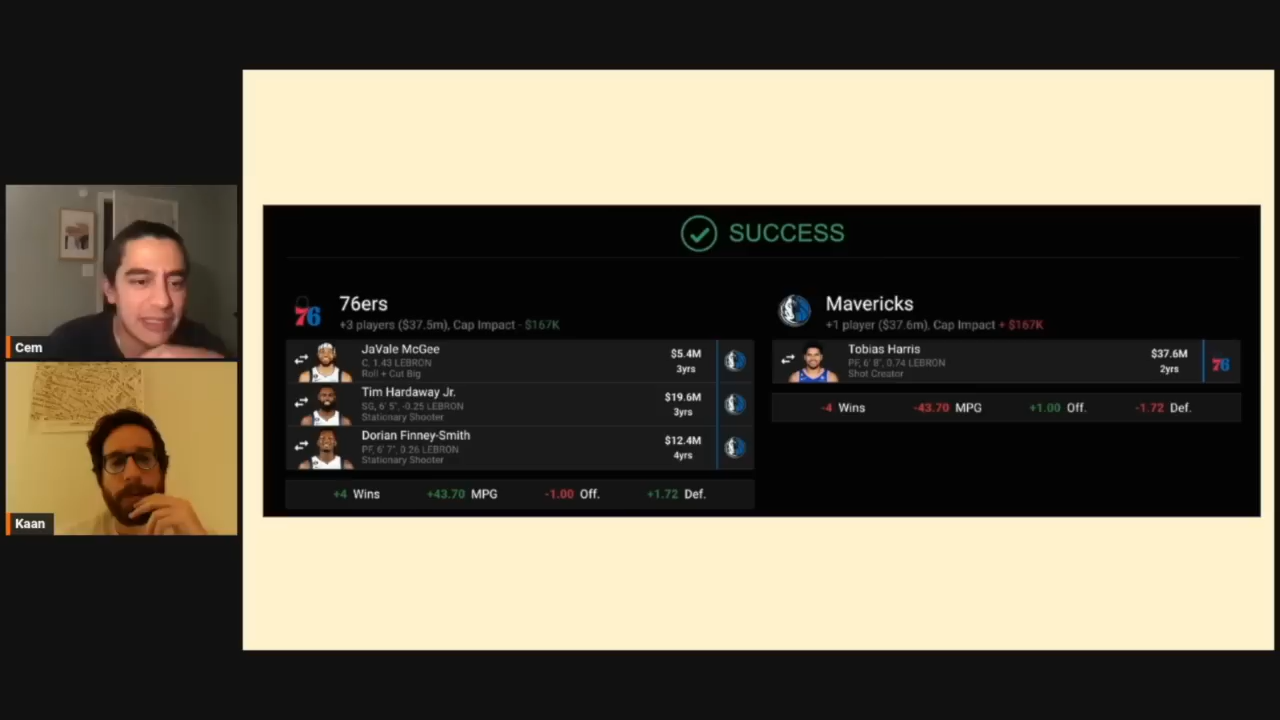 Cem
Kaan
SUCCESS
76
76ers
+3 players ($37.5m), Cap Impact - $167K
JaVale McGee
C, 1.43 LEBRON
Roll + Cut Big
$5.4M
3yrs
Tim Hardaway Jr.
SG, 6' 5", -0.25 LEBRON
Stationary Shooter
$19.6M
3yrs
Dorian Finney-Smith
PF, 6' 7", 0.26 LEBRON
Stationary Shooter
$12.4M
4yrs
+4 Wins +43.70 MPG -1.00 Off. +1.72 Def.
Mavericks
+1 player ($37.6m), Cap Impact + $167K
Tobias Harris
PF, 6' 8", 0.74 LEBRON
Shot Creator
$37.6M
2yrs
76
-4 Wins -43.70 MPG +1.00 Off. -1.72 Def.